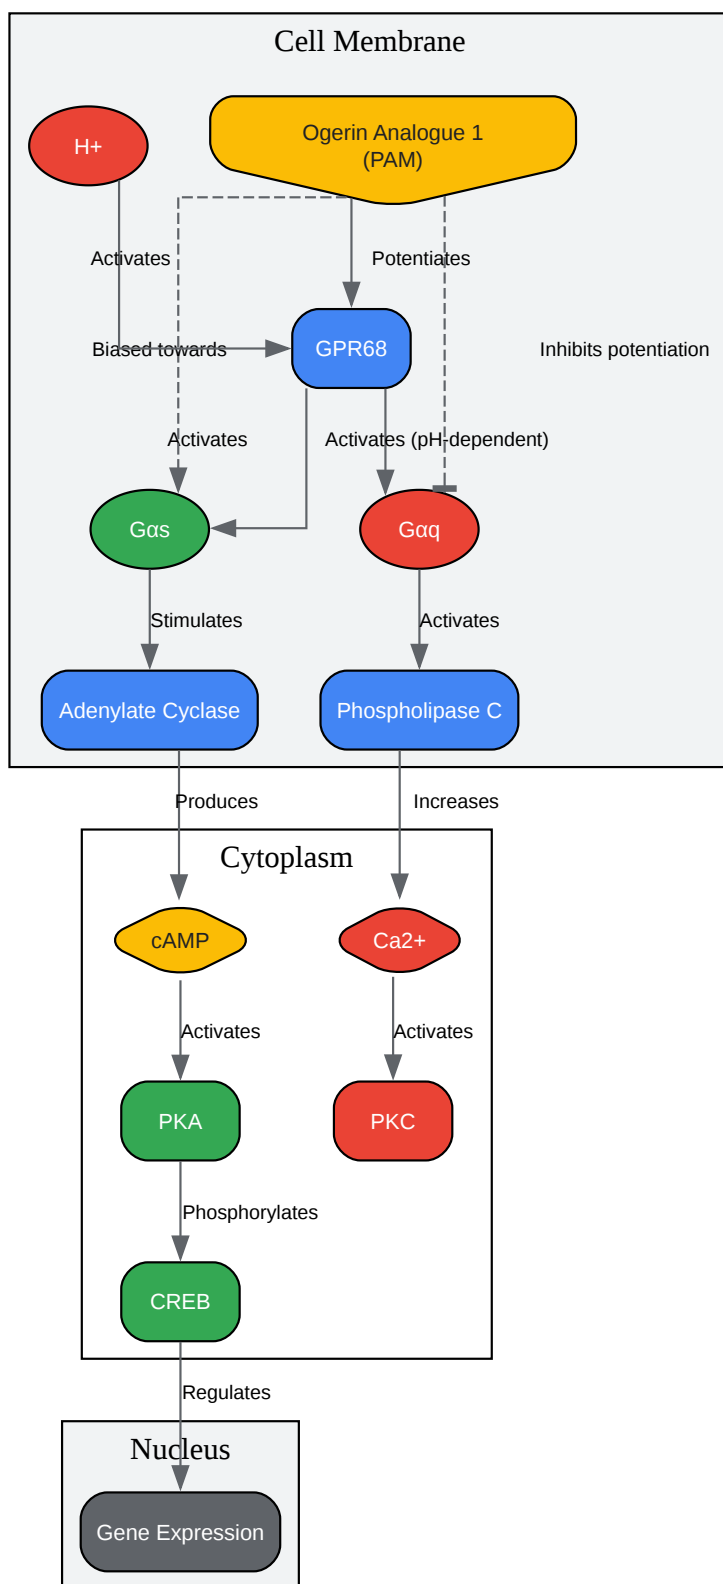 Cell Membrane
H+
Ogerin Analogue 1
(PAM)
Activates
Potentiates
Biased towards
GPR68
Inhibits potentiation
Activates
Activates (pH-dependent)
Gαs
Gαq
Stimulates
Activates
Adenylate Cyclase
Phospholipase C
Produces
Increases
Cytoplasm
cAMP
Ca2+
Activates
Activates
PKA
PKC
Phosphorylates
CREB
Regulates
Nucleus
Gene Expression